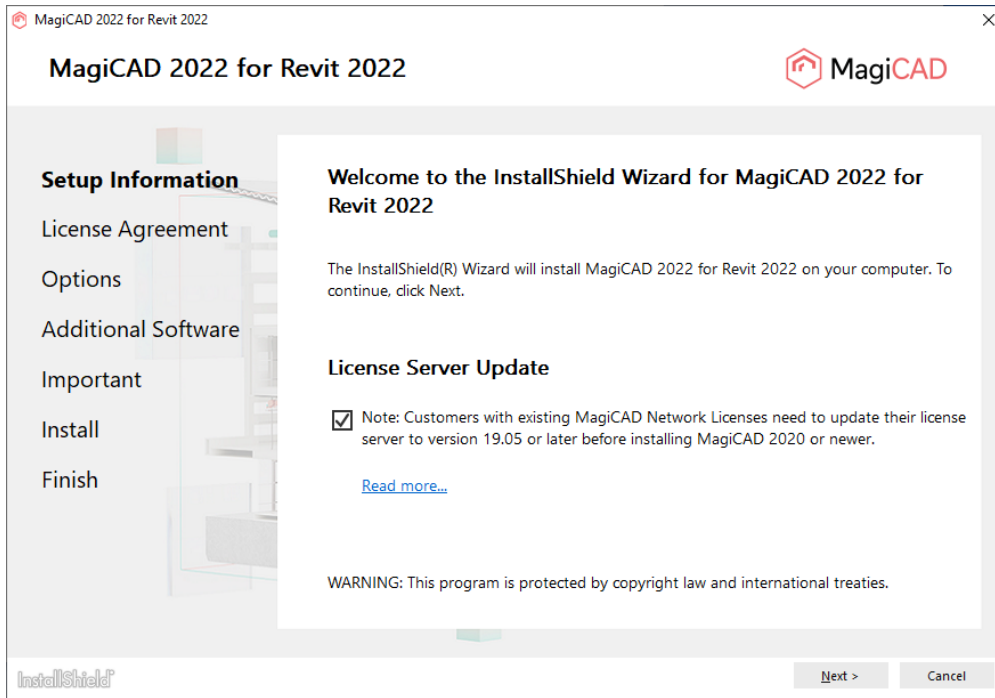 MagiCAD 2022 for Revit 2022
MagiCAD 2022 for Revit 2022
MagiCAD
Setup Information
License Agreement
Options
Additional Software
Important
Install
Finish
Welcome to the InstallShield Wizard for MagiCAD 2022 for
Revit 2022
The InstallShield(R) Wizard will install MagiCAD 2022 for Revit 2022 on your computer. To
continue, click Next.
License Server Update
Note: Customers with existing MagiCAD Network Licenses need to update their license
server to version 19.05 or later before installing MagiCAD 2020 or newer.
Read more...
WARNING: This program is protected by copyright law and international treaties.
InstallShield
Next >
Cancel